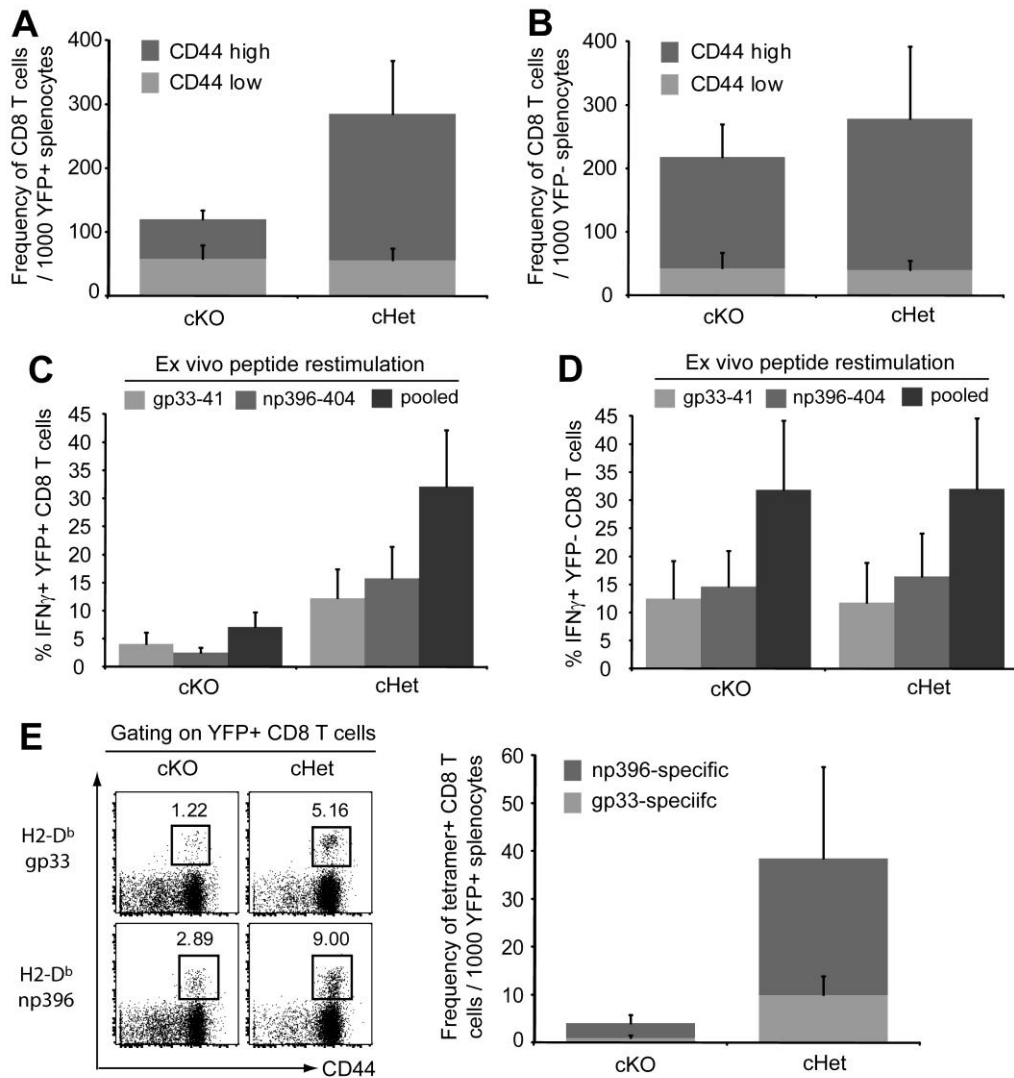 A
Frequency of CD8 T cells
/ 1000 YFP+ splenocytes
CD44 high
CD44 low
400
300
200
100
0
cKO
cHet
B
Frequency of CD8 T cells
/ 1000 YFP- splenocytes
CD44 high
CD44 low
400
300
200
100
0
cKO
cHet
C
Ex vivo peptide restimulation
gp33-41 np396-404 pooled
% IFNγ+ YFP+ CD8 T cells
45
40
35
30
25
20
15
10
5
0
cKO
cHet
D
Ex vivo peptide restimulation
gp33-41 np396-404 pooled
% IFNγ+ YFP- CD8 T cells
45
40
35
30
25
20
15
10
5
0
cKO
cHet
E
Gating on YFP+ CD8 T cells
cKO cHet
H2-Dᵇ
gp33
1.22
5.16
H2-Dᵇ
np396
2.89
9.00
CD44
Frequency of tetramer+ CD8 T
cells / 1000 YFP+ splenocytes
np396-specific
gp33-speciifc
60
50
40
30
20
10
0
cKO
cHet